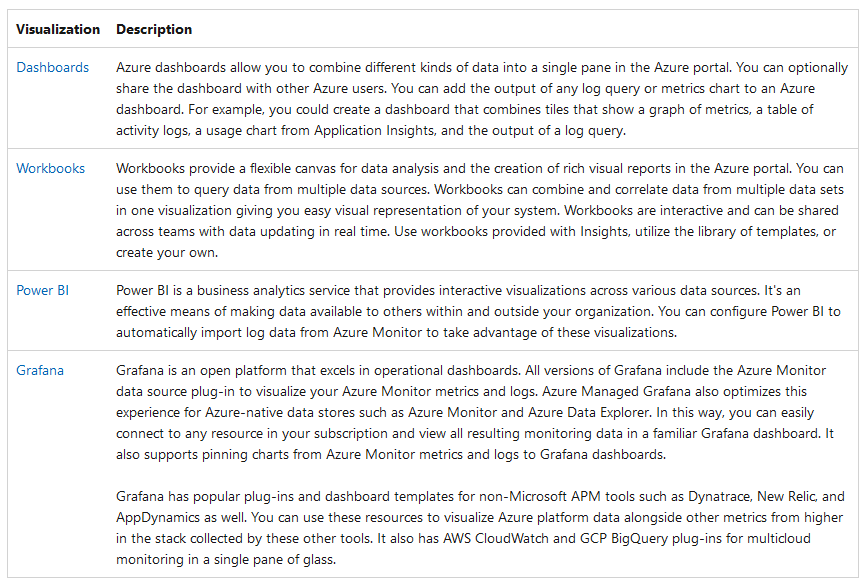 Visualization Description
Dashboards Azure dashboards allow you to combine different kinds of data into a single pane in the Azure portal. You can optionally
share the dashboard with other Azure users. You can add the output of any log query or metrics chart to an Azure
dashboard. For example, you could create a dashboard that combines tiles that show a graph of metrics, a table of
activity logs, a usage chart from Application Insights, and the output of a log query.
Workbooks Workbooks provide a flexible canvas for data analysis and the creation of rich visual reports in the Azure portal. You can
use them to query data from multiple data sources. Workbooks can combine and correlate data from multiple data sets
in one visualization giving you easy visual representation of your system. Workbooks are interactive and can be shared
across teams with data updating in real time. Use workbooks provided with Insights, utilize the library of templates, or
create your own.
Power BI Power BI is a business analytics service that provides interactive visualizations across various data sources. It's an
effective means of making data available to others within and outside your organization. You can configure Power BI to
automatically import log data from Azure Monitor to take advantage of these visualizations.
Grafana Grafana is an open platform that excels in operational dashboards. All versions of Grafana include the Azure Monitor
data source plug-in to visualize your Azure Monitor metrics and logs. Azure Managed Grafana also optimizes this
experience for Azure-native data stores such as Azure Monitor and Azure Data Explorer. In this way, you can easily
connect to any resource in your subscription and view all resulting monitoring data in a familiar Grafana dashboard. It
also supports pinning charts from Azure Monitor metrics and logs to Grafana dashboards.
Grafana has popular plug-ins and dashboard templates for non-Microsoft APM tools such as Dynatrace, New Relic, and
AppDynamics as well. You can use these resources to visualize Azure platform data alongside other metrics from higher
in the stack collected by these other tools. It also has AWS CloudWatch and GCP BigQuery plug-ins for multicloud
monitoring in a single pane of glass.